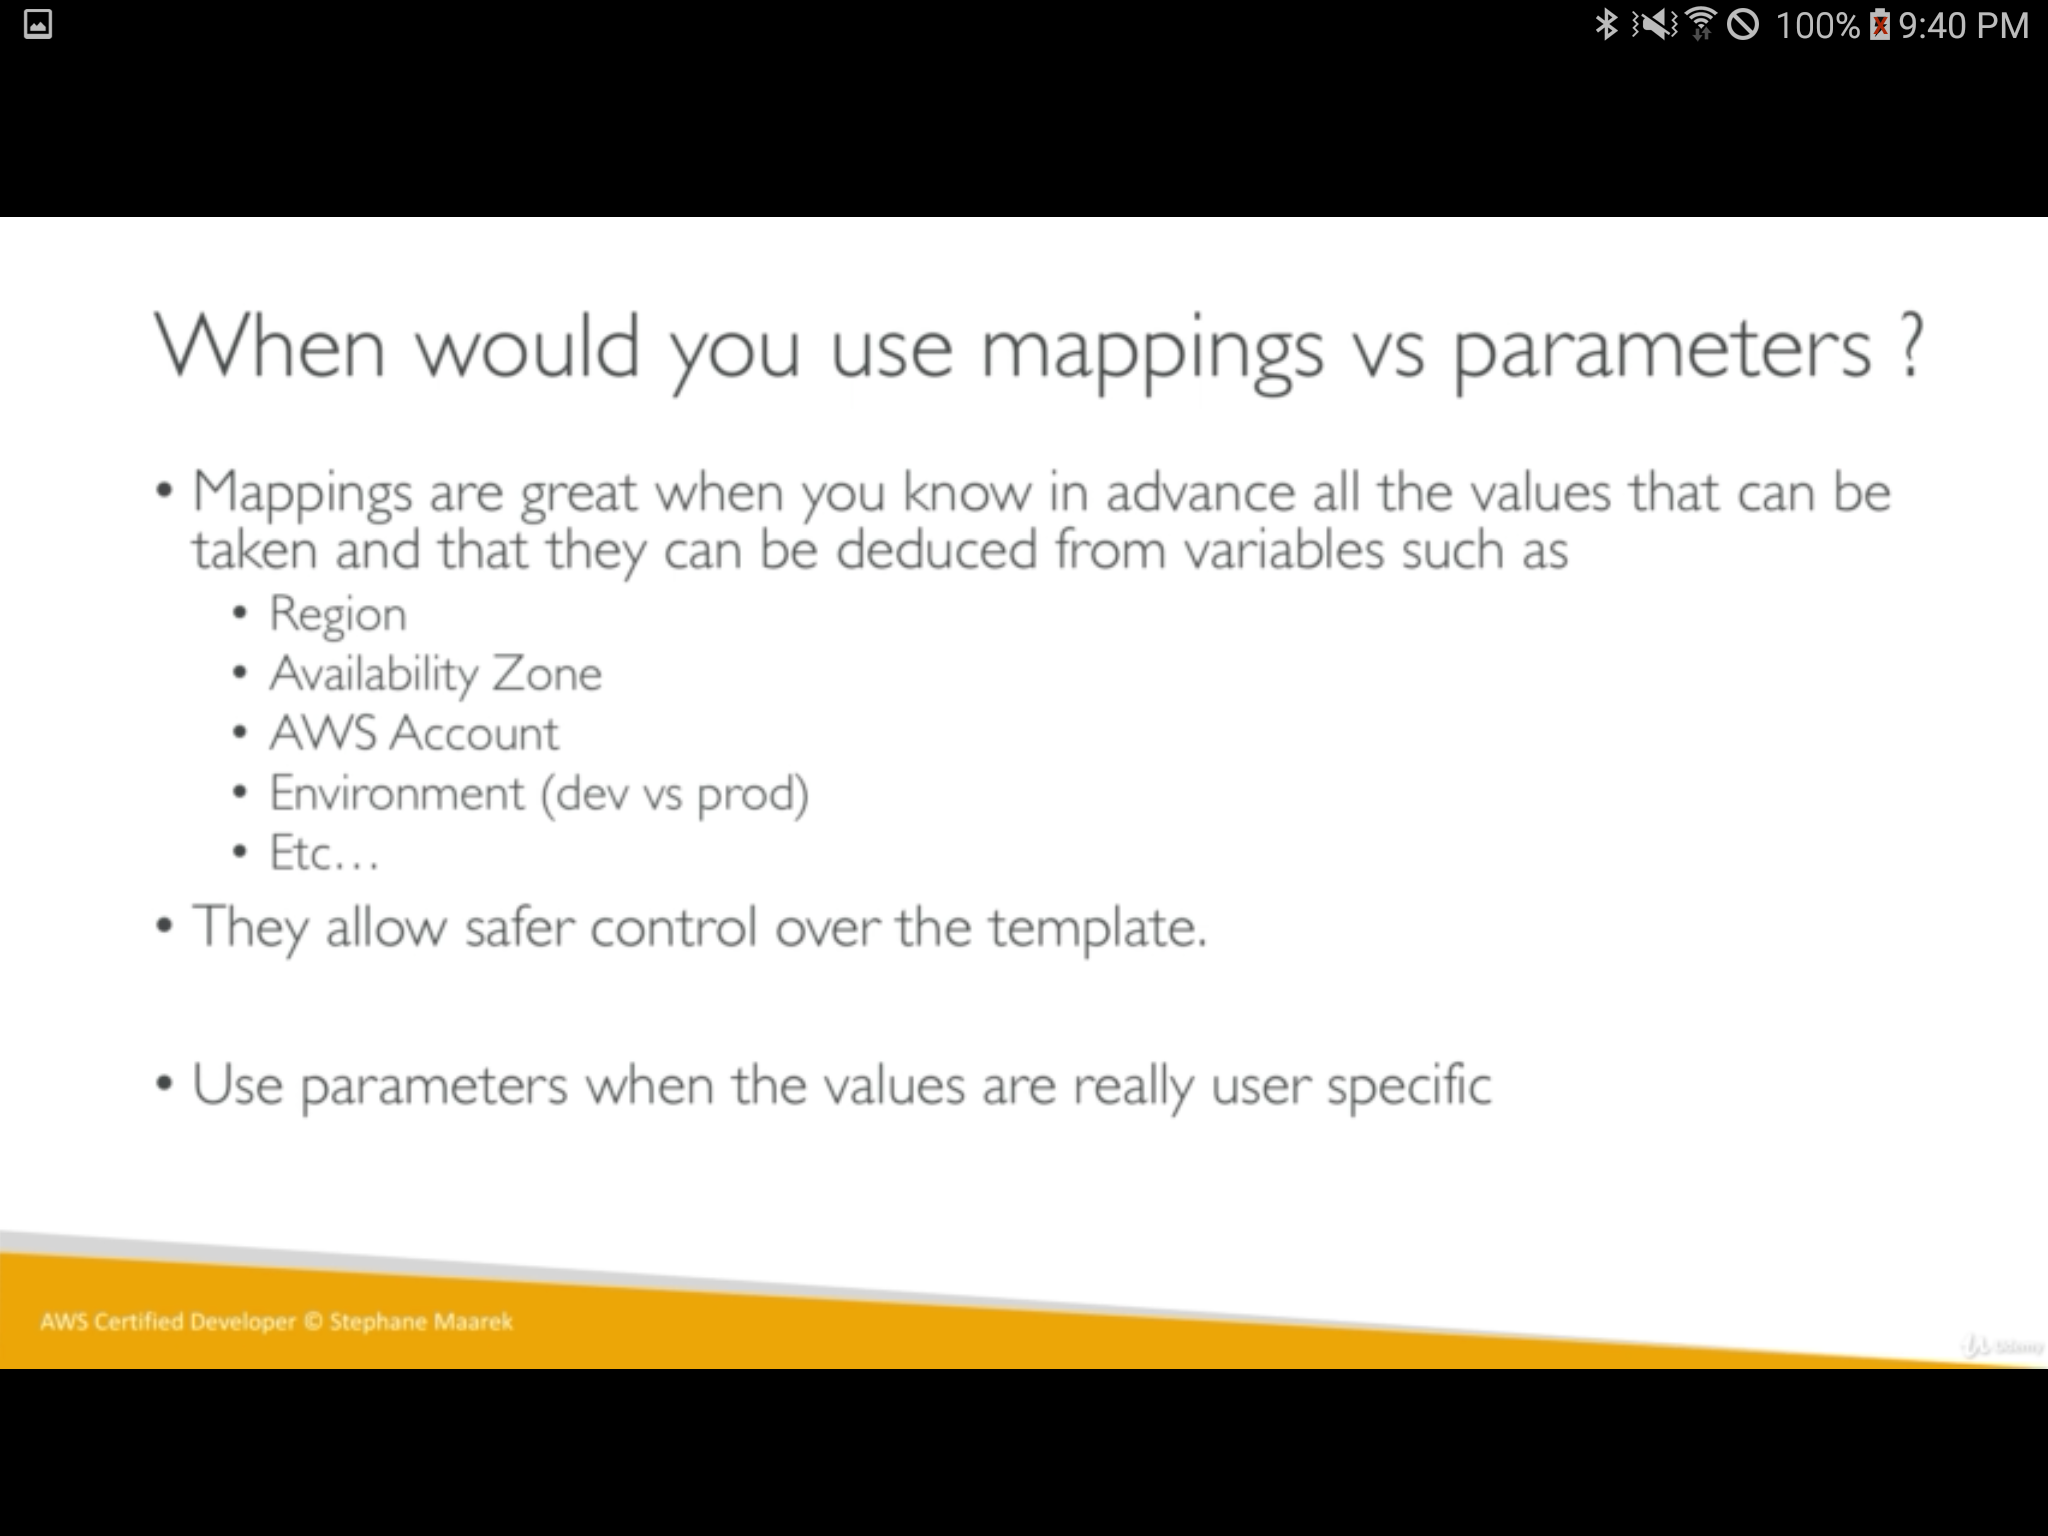 100% 9:40 PM
When would you use mappings vs parameters ?
• Mappings are great when you know in advance all the values that can be
taken and that they can be deduced from variables such as
• Region
• Availability Zone
• AWS Account
• Environment (dev vs prod)
• Etc…
• They allow safer control over the template.
• Use parameters when the values are really user specific
AWS Certified Developer © Stephane Maarek
Udemy